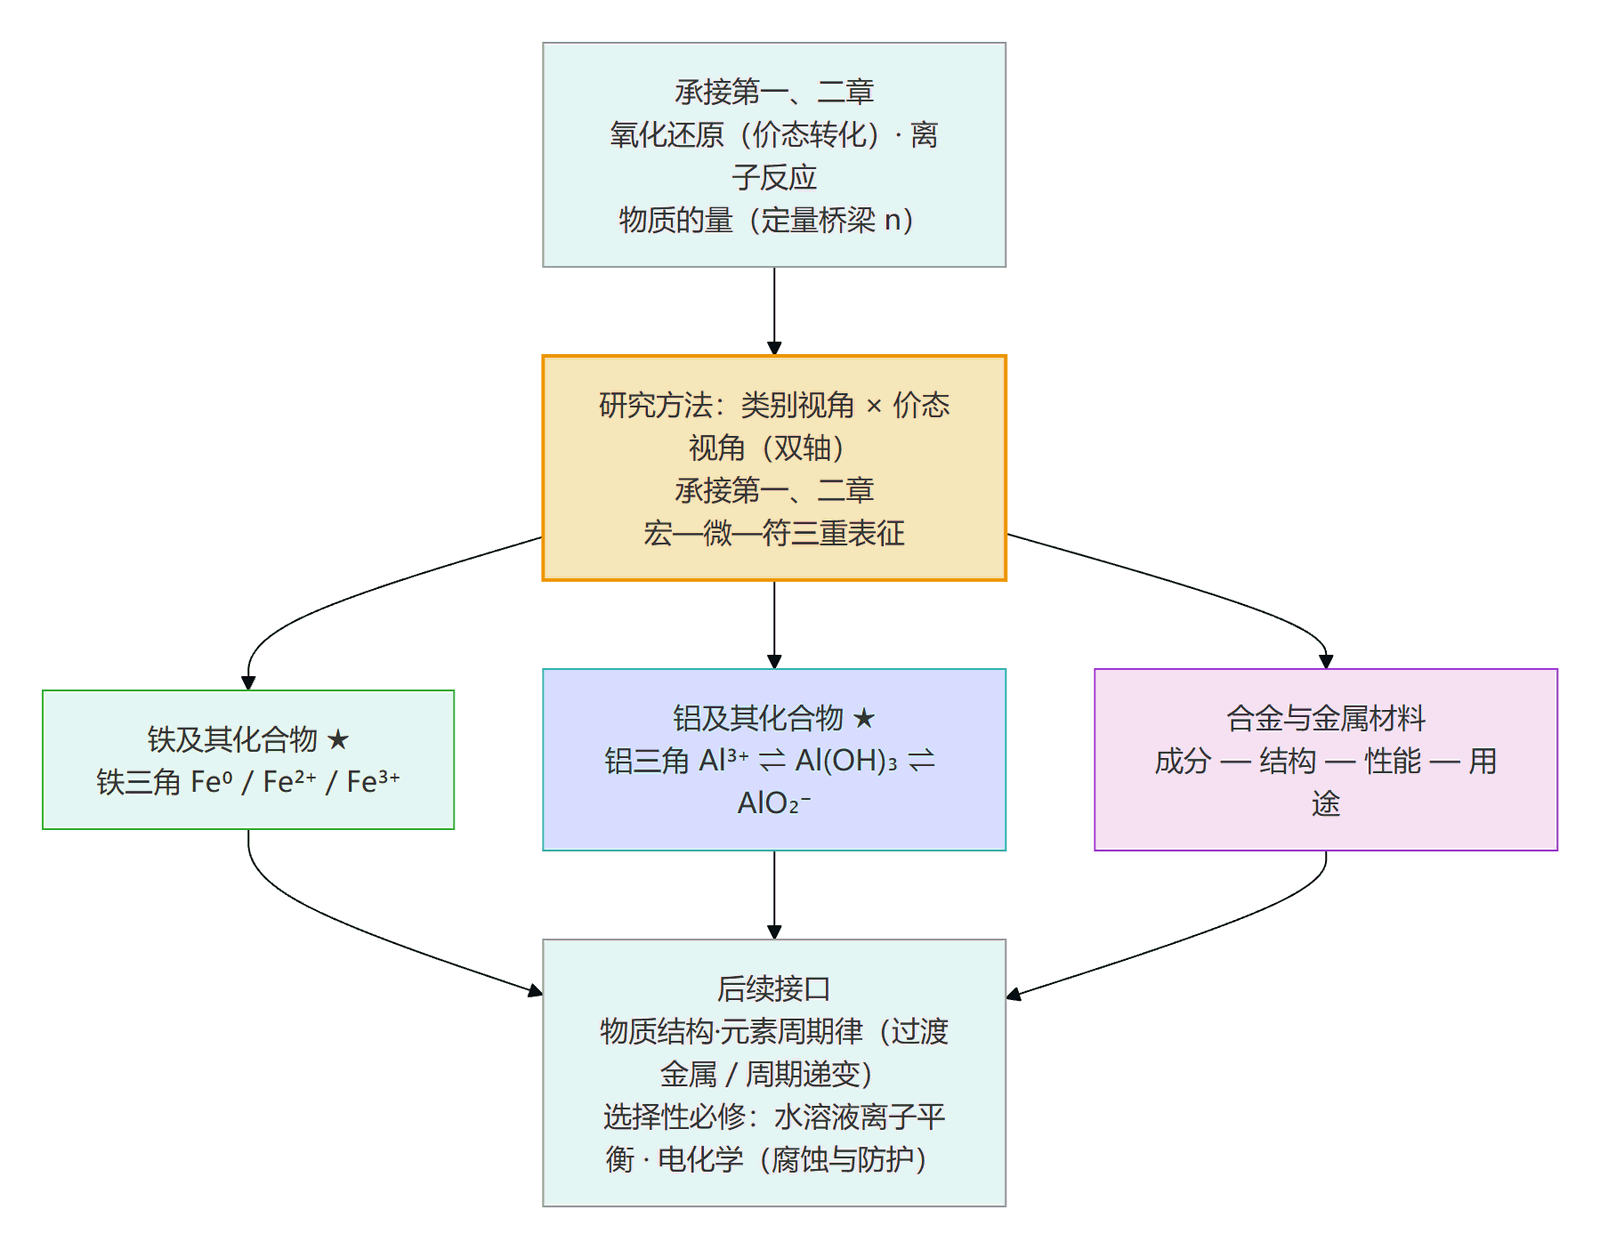 承接第一、二章
氧化还原（价态转化）· 离
子反应
物质的量（定量桥梁 n）
研究方法：类别视角 × 价态
视角（双轴）
承接第一、二章
宏—微—符三重表征
铁及其化合物 ★
铁三角 Fe⁰ / Fe²⁺ / Fe³⁺
铝及其化合物 ★
铝三角 Al³⁺ ⇌ Al(OH)₃ ⇌
AlO₂⁻
合金与金属材料
成分 — 结构 — 性能 — 用
途
后续接口
物质结构·元素周期律（过渡
金属 / 周期递变）
选择性必修：水溶液离子平
衡 · 电化学（腐蚀与防护）